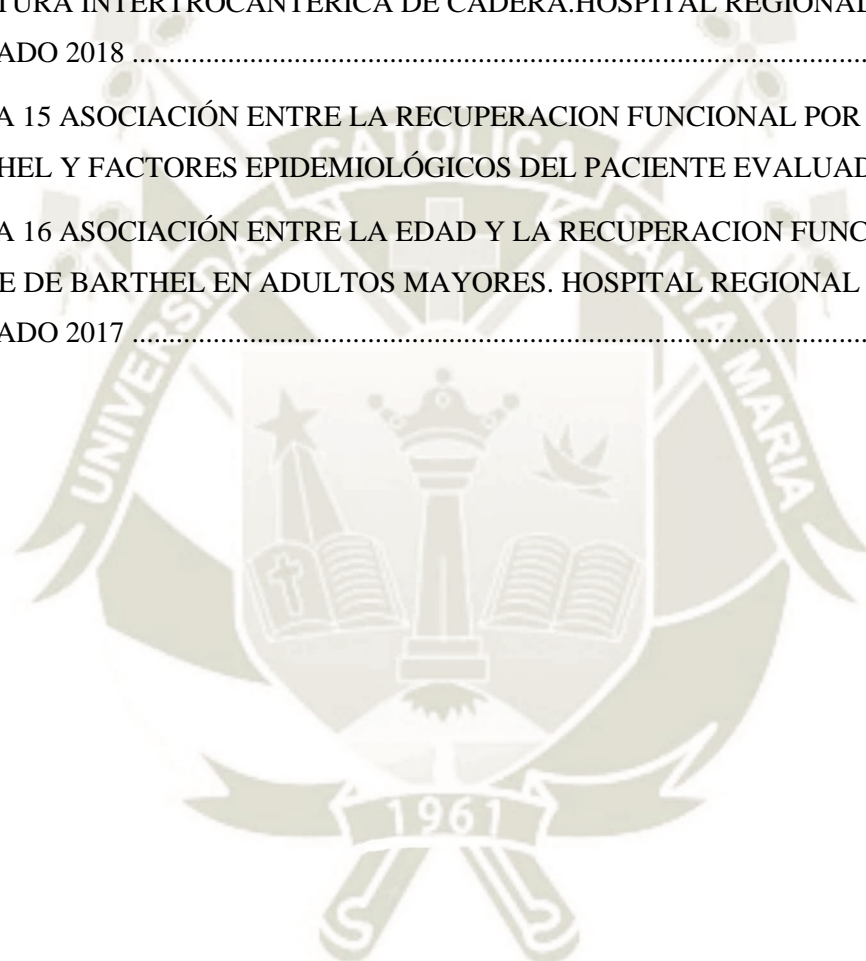 TURA INTERTROCANTÉRICA DE CADERA.HOSPITAL REGIONAL
ADO 2018 ........................................................................................................
A 15 ASOCIACIÓN ENTRE LA RECUPERACION FUNCIONAL POR
HEL Y FACTORES EPIDEMIOLÓGICOS DEL PACIENTE EVALUAD
A 16 ASOCIACIÓN ENTRE LA EDAD Y LA RECUPERACION FUNC
E DE BARTHEL EN ADULTOS MAYORES. HOSPITAL REGIONAL
ADO 2017 ........................................................................................................
UNIVERSIDAD CATOLICA SANTA MARIA
1961